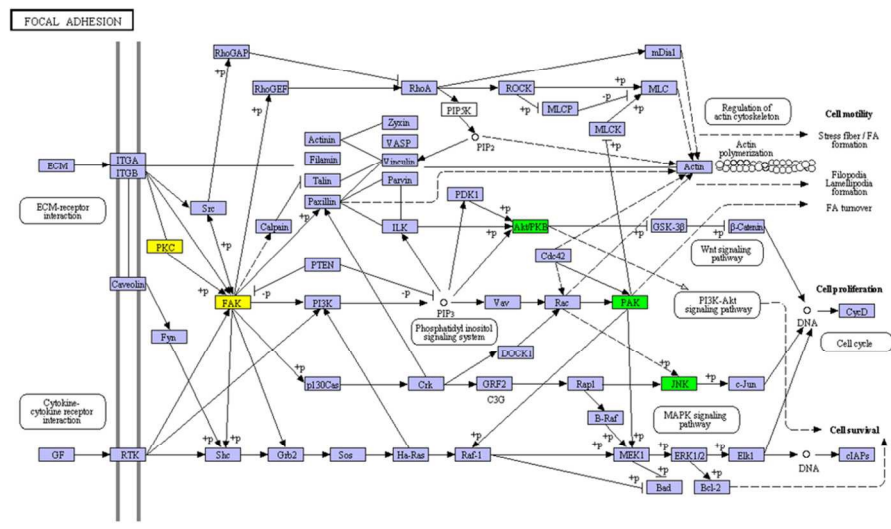 FOCAL ADHESION
RhoGAP
mDia1
+p
+p
RhoGEF
RhoA
ROCK
MLC
PIP5K
-p
MLCP
+p
+p
Regulation of
actin cytoskeleton
Cell motility
Zyxin
Actinin
VASP
MLCK
Stress fiber / FA
formation
PIP2
+p
Actin
polymerization
ECM
ITGA
ITGB
Filamin
Vinculin
Actin
Talin
Parvin
Filopodia
Lamellipodia
formation
ECM-receptor
interaction
Src
Paxillin
PDK1
+p
FA turnover
Calpain
+p
ILK
Akt/PKB
GSK-3β
β-Catenin
PKC
+p
+p
Wnt signaling
pathway
PTEN
Cdc42
Caveolin
+p
-p
-p
Cell proliferation
FAK
PI3K
PIP3
Vav
Rac
PAK
PI3K-Akt
signaling pathway
DNA
CycD
Phosphatidyl inositol
signaling system
Fyn
DOCK1
Cell cycle
+p
+p
p130Cas
Crk
GRF2
Rap1
JNK
c-Jun
C3G
Cytokine-
cytokine receptor
interaction
B-Raf
MAPK signaling
pathway
Cell survival
+p
+p
+p
+p
+p
+p
+p
GF
RTK
Shc
Grb2
Sos
Ha-Ras
Raf-1
MEK1
ERK1/2
Elk1
DNA
cIAPs
+p
+p
+p
Bad
Bcl-2